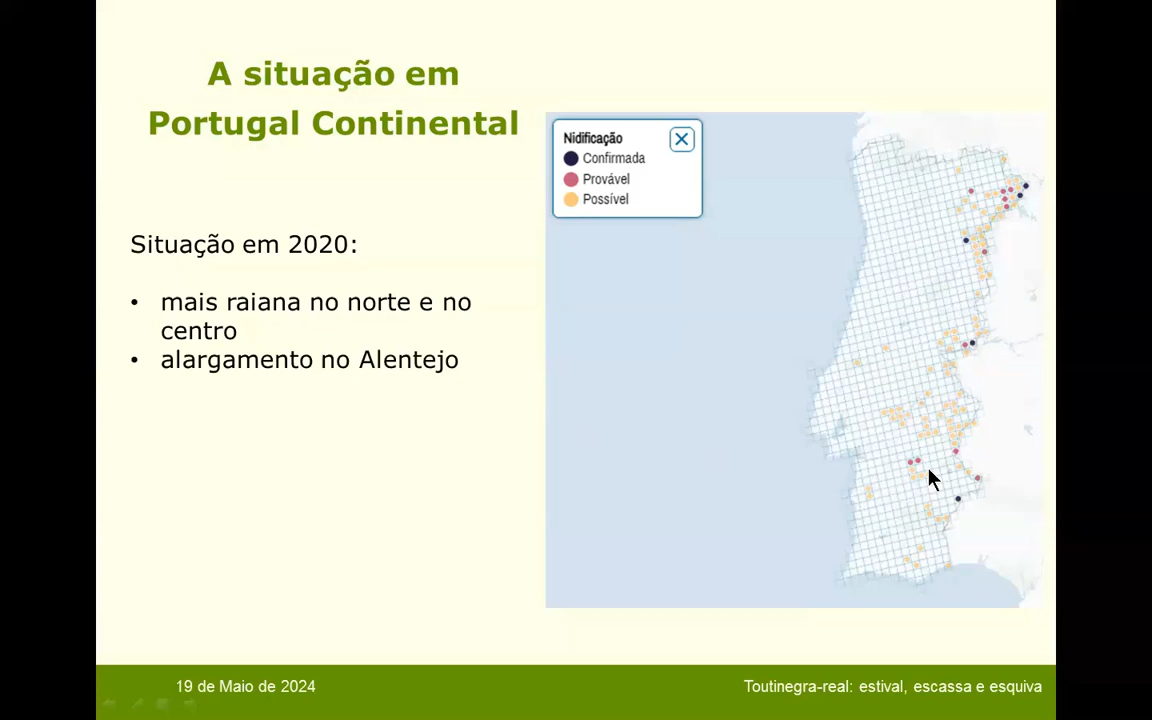 A situação em
Portugal Continental
Situação em 2020:
• mais raiana no norte e no
centro
• alargamento no Alentejo
Nidificação
Confirmada
Provável
Possível
19 de Maio de 2024
Toutinegra-real: estival, escassa e esquiva